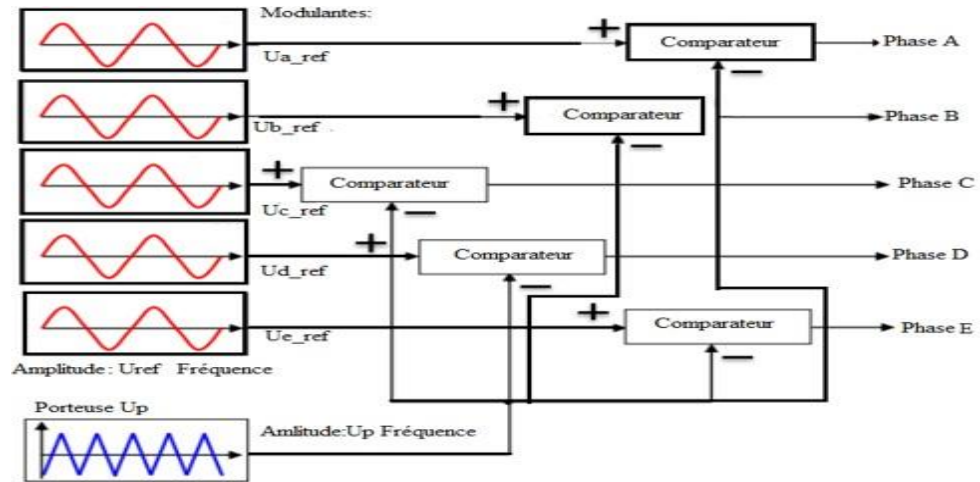 Modulantes:
Ua_ref
+
Comparateur
−
Phase A
Ub_ref
+
Comparateur
−
Phase B
Uc_ref
+
Comparateur
−
Phase C
Ud_ref
+
Comparateur
−
Phase D
Ue_ref
+
Comparateur
−
Phase E
Amplitude: Uref Fréquence
Porteuse Up
Amlitude:Up Fréquence